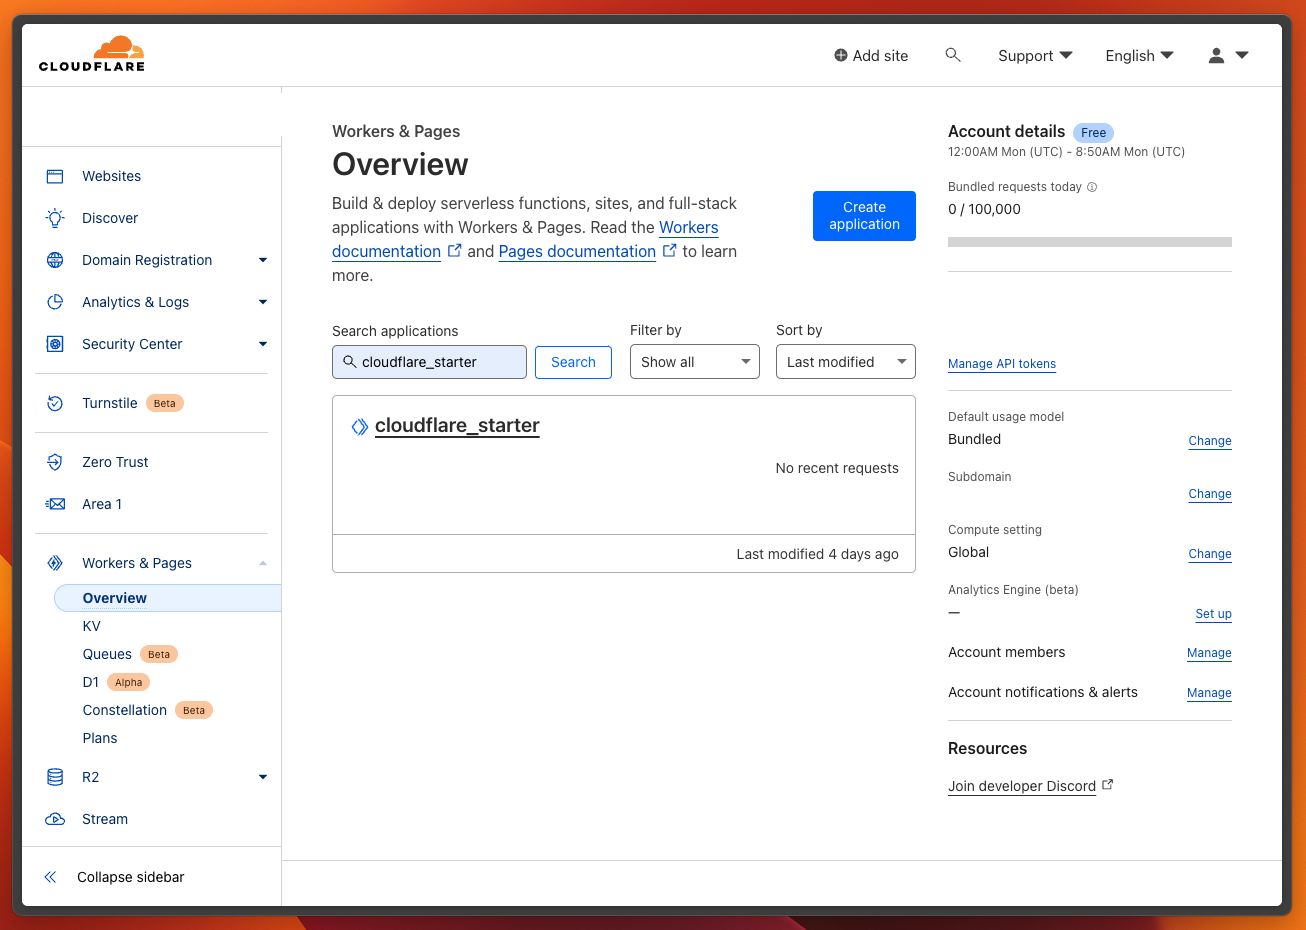 CLOUDFLARE
Add site
Support
English
Websites
Discover
Domain Registration
Analytics & Logs
Security Center
Turnstile Beta
Zero Trust
Area 1
Workers & Pages
Overview
KV
Queues Beta
D1 Alpha
Constellation Beta
Plans
R2
Stream
Collapse sidebar
Workers & Pages
Overview
Build & deploy serverless functions, sites, and full-stack
applications with Workers & Pages. Read the Workers
documentation and Pages documentation to learn
more.
Create
application
Search applications
cloudflare_starter
Search
Filter by
Show all
Sort by
Last modified
cloudflare_starter
No recent requests
Last modified 4 days ago
Account details Free
12:00AM Mon (UTC) - 8:50AM Mon (UTC)
Bundled requests today
0 / 100,000
Manage API tokens
Default usage model
Bundled
Change
Subdomain
Change
Compute setting
Global
Change
Analytics Engine (beta)
—
Set up
Account members
Manage
Account notifications & alerts
Manage
Resources
Join developer Discord